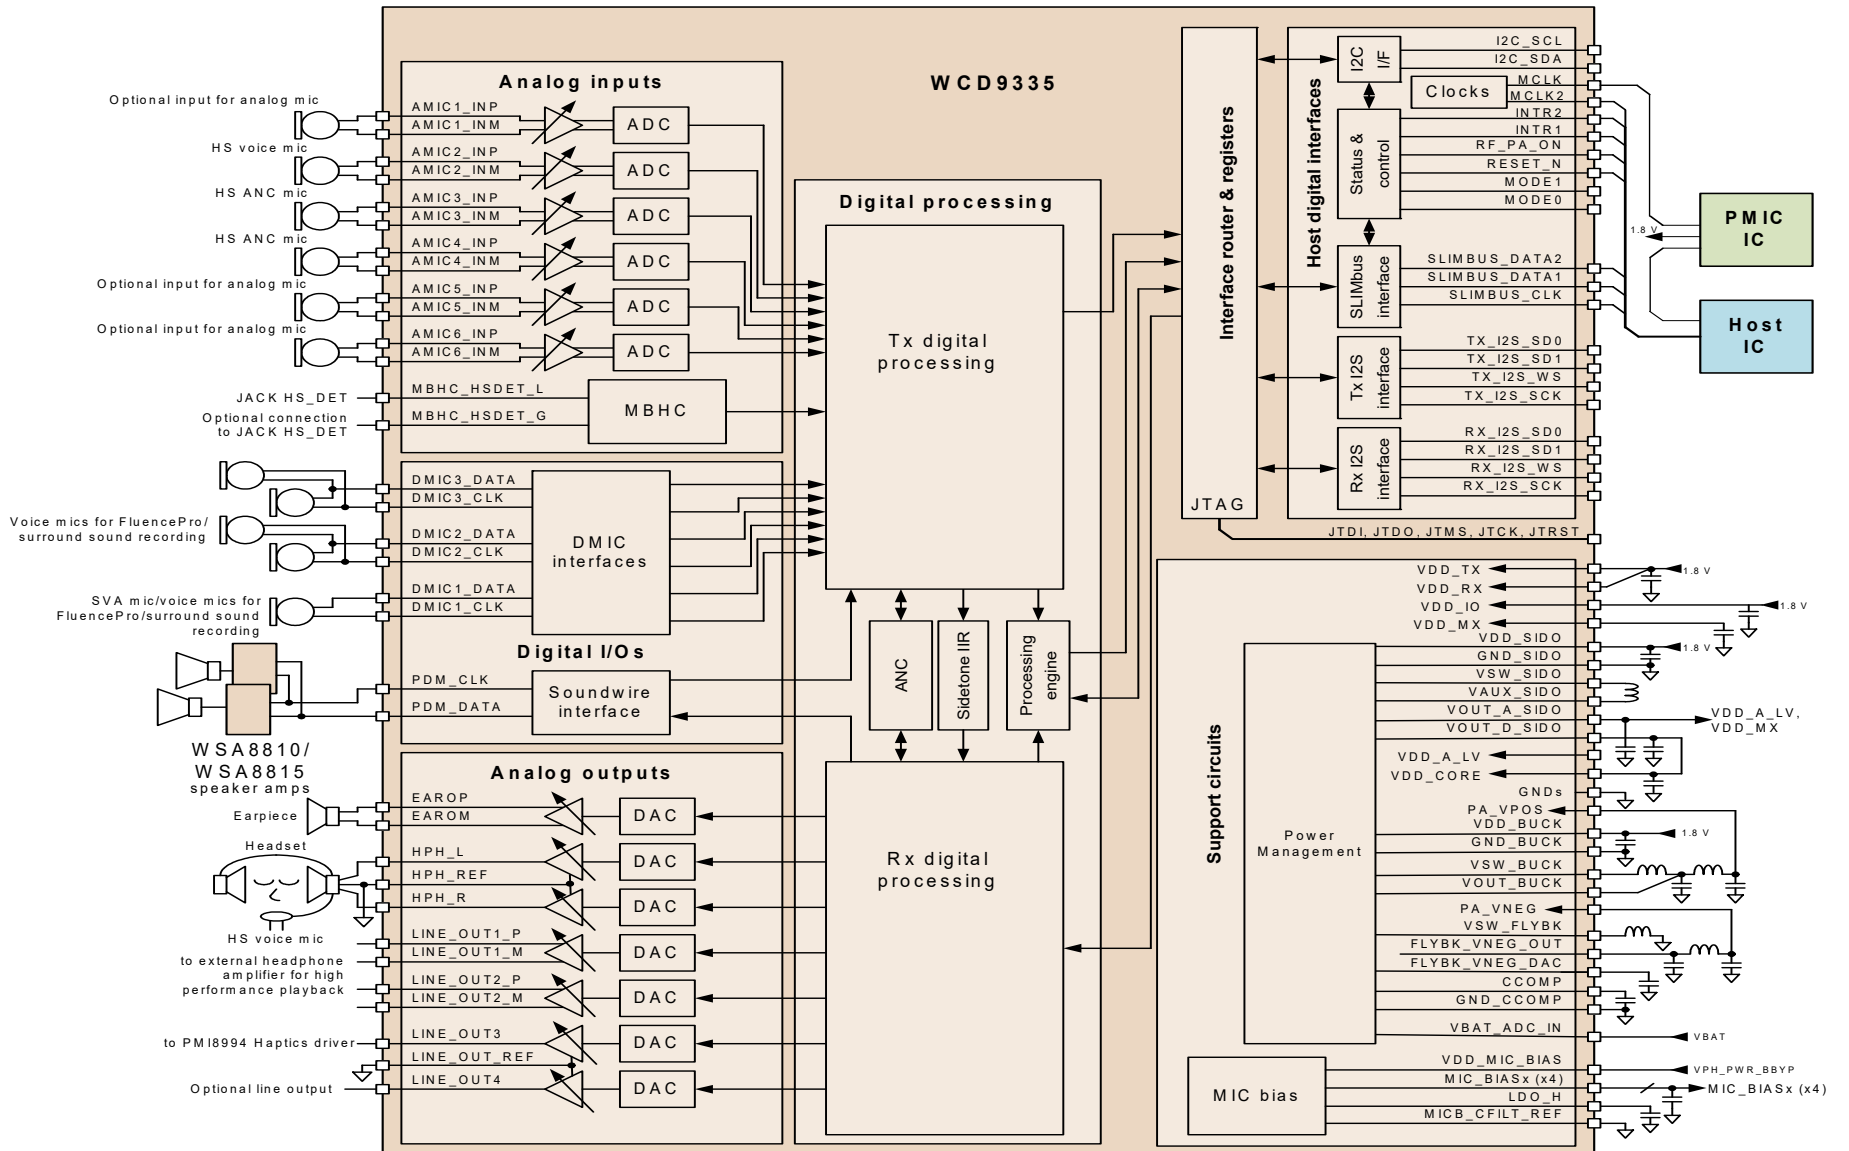 WCD9335
Analog inputs
Optional input for analog mic
AMIC1_INP
AMIC1_INM
ADC
HS voice mic
AMIC2_INP
AMIC2_INM
ADC
HS ANC mic
AMIC3_INP
AMIC3_INM
ADC
HS ANC mic
AMIC4_INP
AMIC4_INM
ADC
Optional input for analog mic
AMIC5_INP
AMIC5_INM
ADC
Optional input for analog mic
AMIC6_INP
AMIC6_INM
ADC
JACK HS_DET
MBHC_HSDET_L
Optional connection
to JACK HS_DET
MBHC_HSDET_G
MBHC
DMIC3_DATA
DMIC3_CLK
Voice mics for FluencePro/
surround sound recording
DMIC2_DATA
DMIC2_CLK
DMIC
interfaces
SVA mic/voice mics for
FluencePro/surround sound
recording
DMIC1_DATA
DMIC1_CLK
Digital I/Os
PDM_CLK
PDM_DATA
Soundwire
interface
WSA8810/
WSA8815
speaker amps
Analog outputs
Earpiece
EAROP
EAROM
DAC
Headset
HPH_L
DAC
HPH_REF
HPH_R
DAC
HS voice mic
LINE_OUT1_P
LINE_OUT1_M
DAC
to external headphone
amplifier for high
performance playback
LINE_OUT2_P
LINE_OUT2_M
DAC
to PMI8994 Haptics driver
LINE_OUT3
DAC
LINE_OUT_REF
Optional line output
LINE_OUT4
DAC
Digital processing
Tx digital
processing
ANC
Sidetone IIR
Processing
engine
Rx digital
processing
Interface router & registers
JTAG
JTDI, JTDO, JTMS, JTCK, JTRST
Host digital interfaces
I2C
I/F
I2C_SCL
I2C_SDA
Clocks
MCLK
MCLK2
Status &
control
INTR2
INTR1
RF_PA_ON
RESET_N
MODE1
MODE0
SLIMbus
interface
SLIMBUS_DATA2
SLIMBUS_DATA1
SLIMBUS_CLK
Tx I2S
interface
TX_I2S_SD0
TX_I2S_SD1
TX_I2S_WS
TX_I2S_SCK
Rx I2S
interface
RX_I2S_SD0
RX_I2S_SD1
RX_I2S_WS
RX_I2S_SCK
PMIC
IC
1.8 V
Host
IC
Support circuits
Power
Management
VDD_TX
1.8 V
VDD_RX
VDD_IO
1.8 V
VDD_MX
VDD_SIDO
1.8 V
GND_SIDO
VSW_SIDO
VAUX_SIDO
VOUT_A_SIDO
VDD_A_LV,
VDD_MX
VOUT_D_SIDO
VDD_A_LV
VDD_CORE
GNDs
PA_VPOS
VDD_BUCK
1.8 V
GND_BUCK
VSW_BUCK
VOUT_BUCK
PA_VNEG
VSW_FLYBK
FLYBK_VNEG_OUT
FLYBK_VNEG_DAC
CCOMP
GND_CCOMP
VBAT_ADC_IN
VBAT
MIC bias
VDD_MIC_BIAS
VPH_PWR_BBYP
MIC_BIASx (x4)
MIC_BIASx (x4)
LDO_H
MICB_CFILT_REF